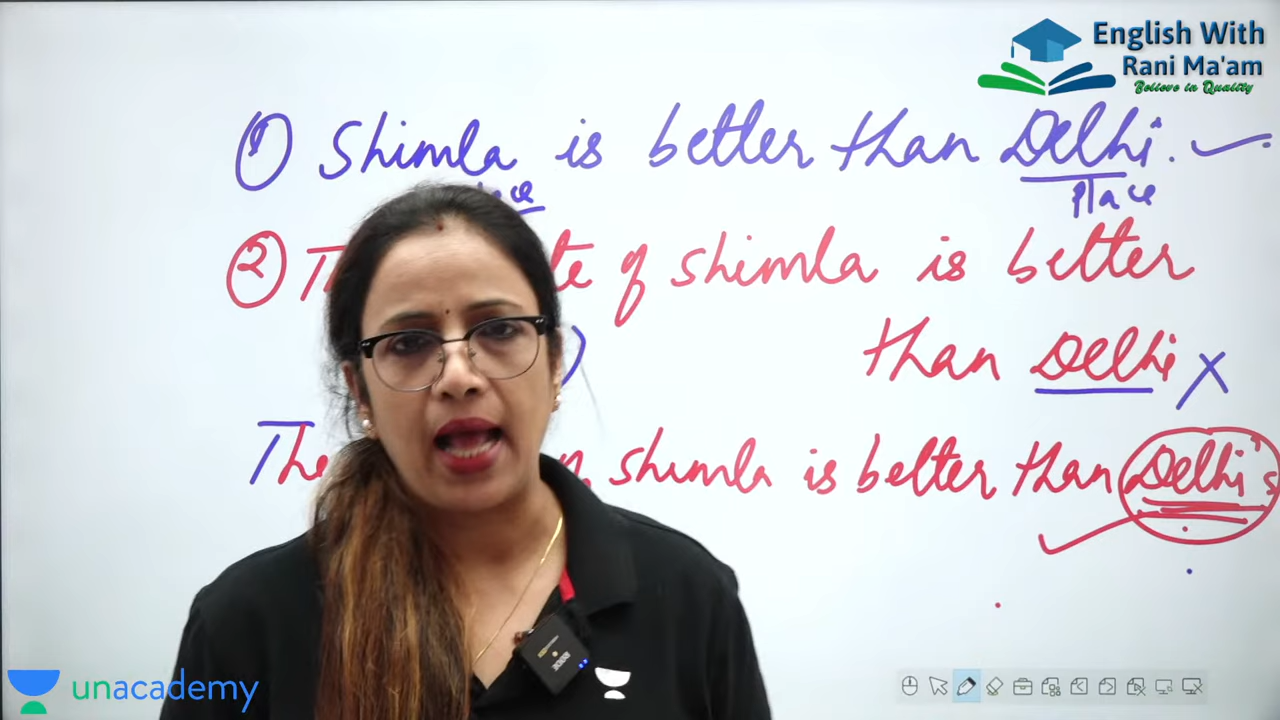 English With
Rani Ma'am
Believe in Quality
① Shimla is better than Delhi.
Place
② of Shimla is better
than Delhi
The shimla is better than Delhi's
unacademy